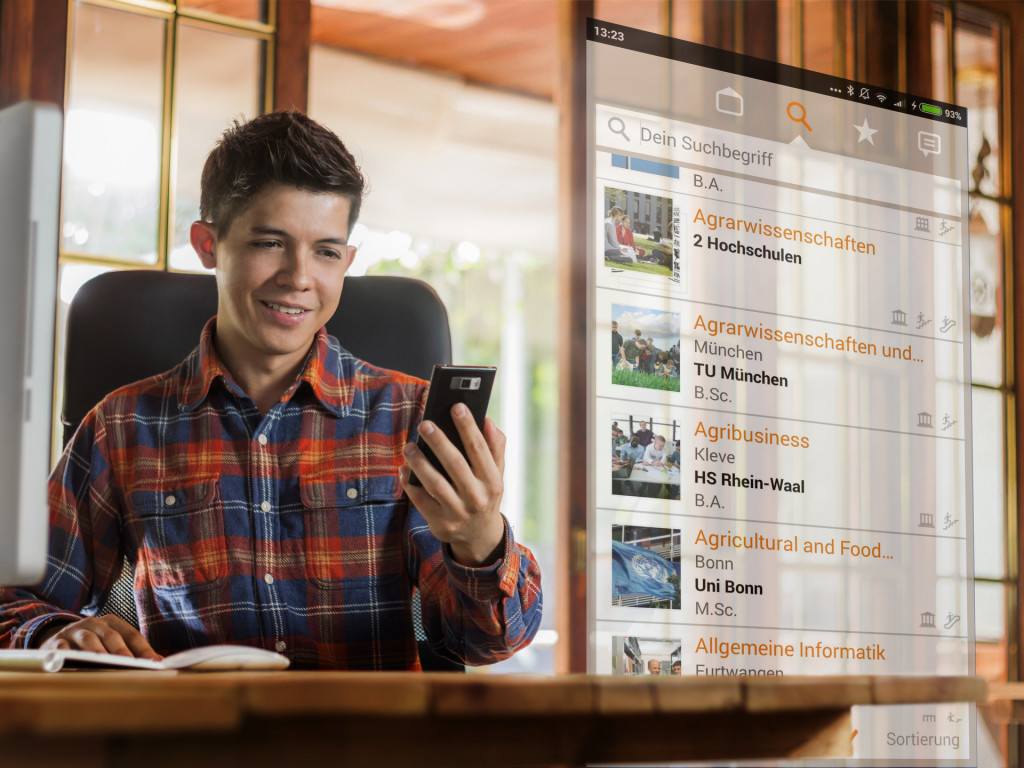 13:23
93%
Dein Suchbegriff
B.A.
Agrarwissenschaften
2 Hochschulen
Agrarwissenschaften und...
München
TU München
B.Sc.
Agribusiness
Kleve
HS Rhein-Waal
B.A.
Agricultural and Food...
Bonn
Uni Bonn
M.Sc.
Allgemeine Informatik
Furtwangen
Sortierung